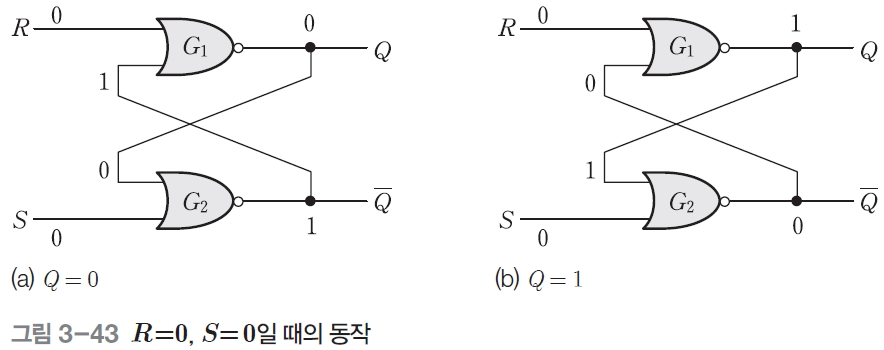 R 0 G₁ 0 Q
1
0
S 0 G₂ 1 Q̅
(a) Q = 0
R 0 G₁ 1 Q
0
1
S 0 G₂ 0 Q̅
(b) Q = 1
그림 3-43 R=0, S=0일 때의 동작